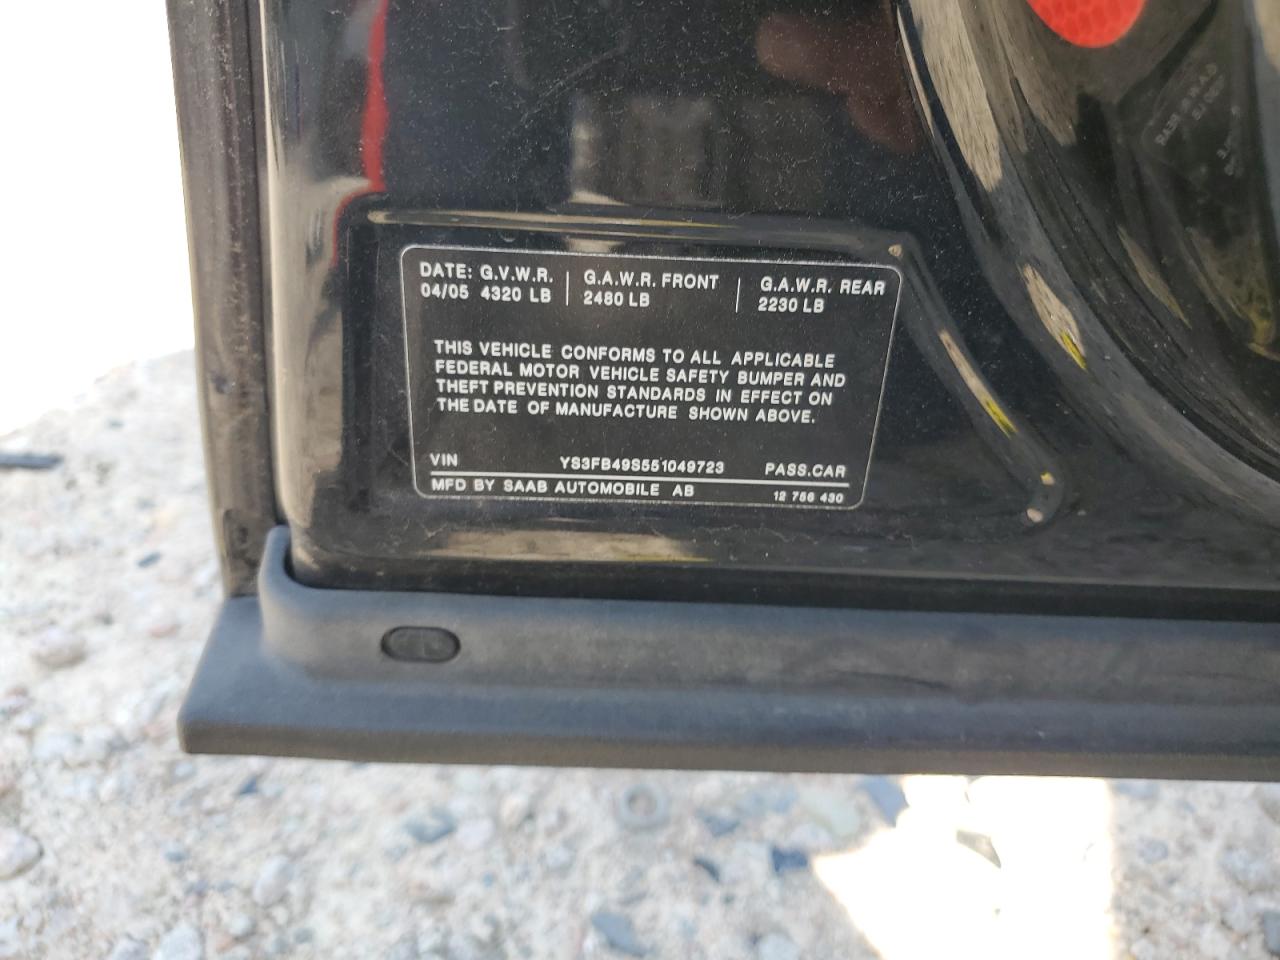 DATE: G.V.W.R. G.A.W.R. FRONT G.A.W.R. REAR
04/05 4320 LB 2480 LB 2230 LB
THIS VEHICLE CONFORMS TO ALL APPLICABLE
FEDERAL MOTOR VEHICLE SAFETY BUMPER AND
THEFT PREVENTION STANDARDS IN EFFECT ON
THE DATE OF MANUFACTURE SHOWN ABOVE.
VIN YS3FB49S551049723 PASS.CAR
MFD BY SAAB AUTOMOBILE AB 12 756 430